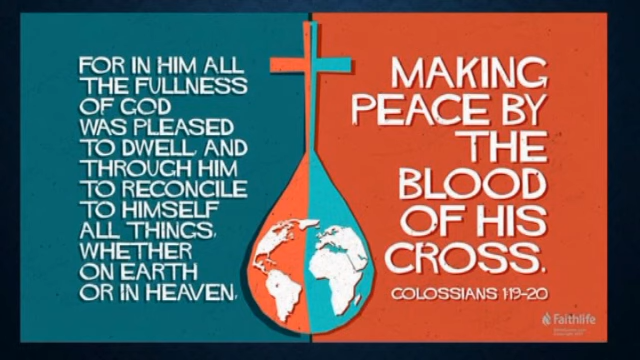 FOR IN HIM ALL
THE FULLNESS
OF GOD
WAS PLEASED
TO DWELL, AND
THROUGH HIM
TO RECONCILE
TO HIMSELF
ALL THINGS,
WHETHER
ON EARTH
OR IN HEAVEN,
MAKING
PEACE BY
THE
BLOOD
OF HIS
CROSS.
COLOSSIANS 1:19-20
Faithlife